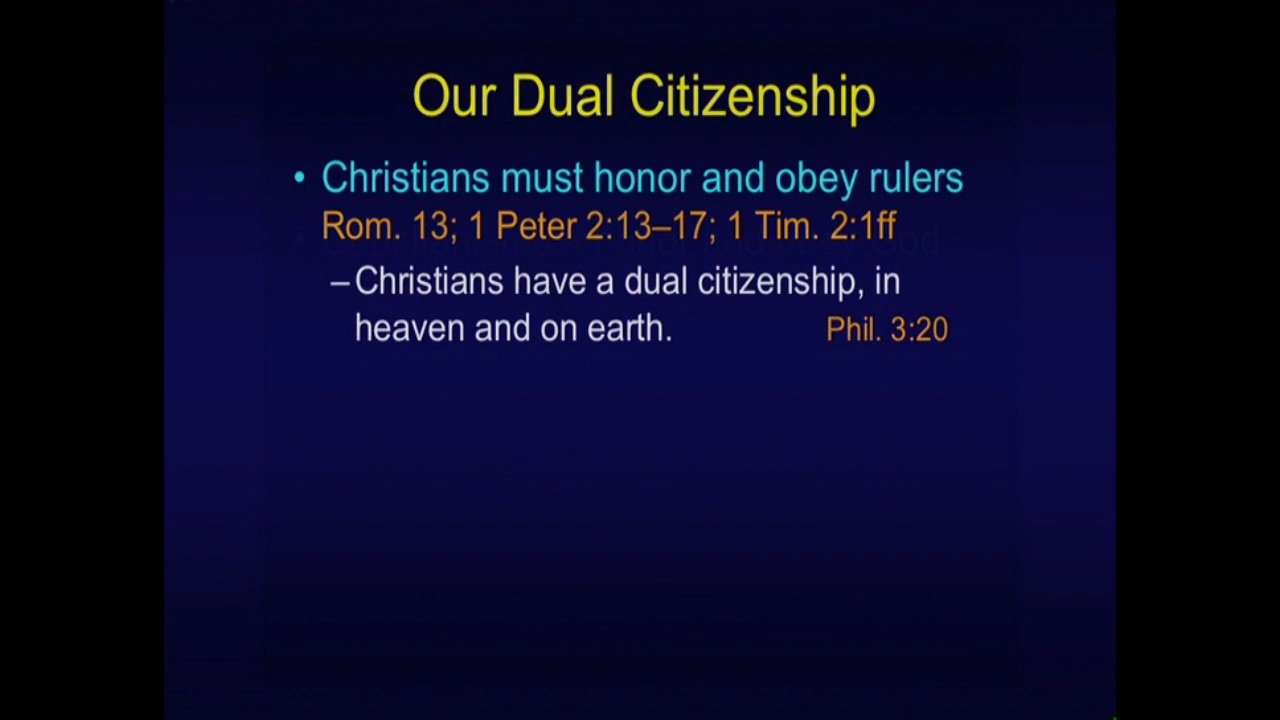 Our Dual Citizenship
• Christians must honor and obey rulers
Rom. 13; 1 Peter 2:13–17; 1 Tim. 2:1ff
–Christians have a dual citizenship, in
heaven and on earth. Phil. 3:20